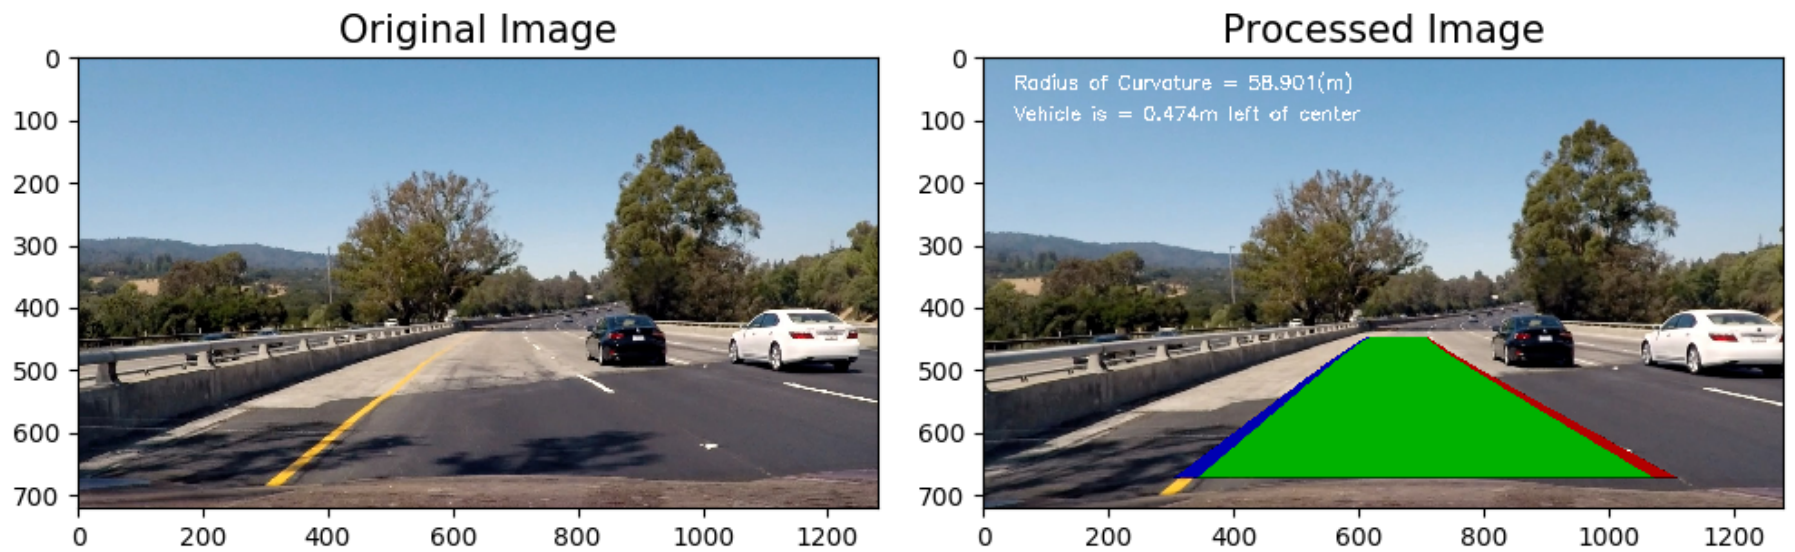 Original Image
0
100
200
300
400
500
600
700
0 200 400 600 800 1000 1200
Processed Image
Radius of Curvature = 58.901(m)
Vehicle is = 0.474m left of center
0
100
200
300
400
500
600
700
0 200 400 600 800 1000 1200